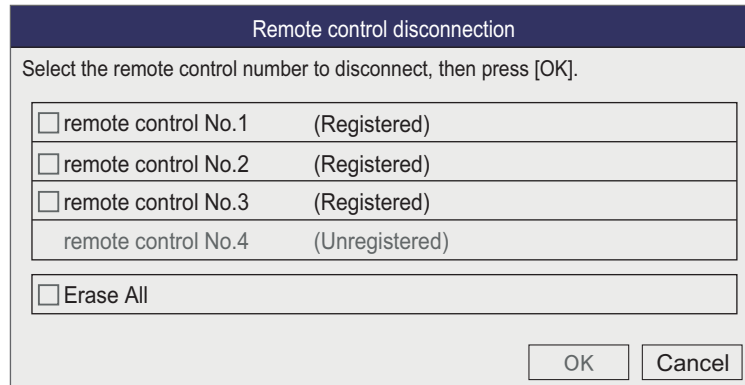 Remote control disconnection
Select the remote control number to disconnect, then press [OK].
remote control No.1 (Registered)
remote control No.2 (Registered)
remote control No.3 (Registered)
remote control No.4 (Unregistered)
Erase All
OK Cancel